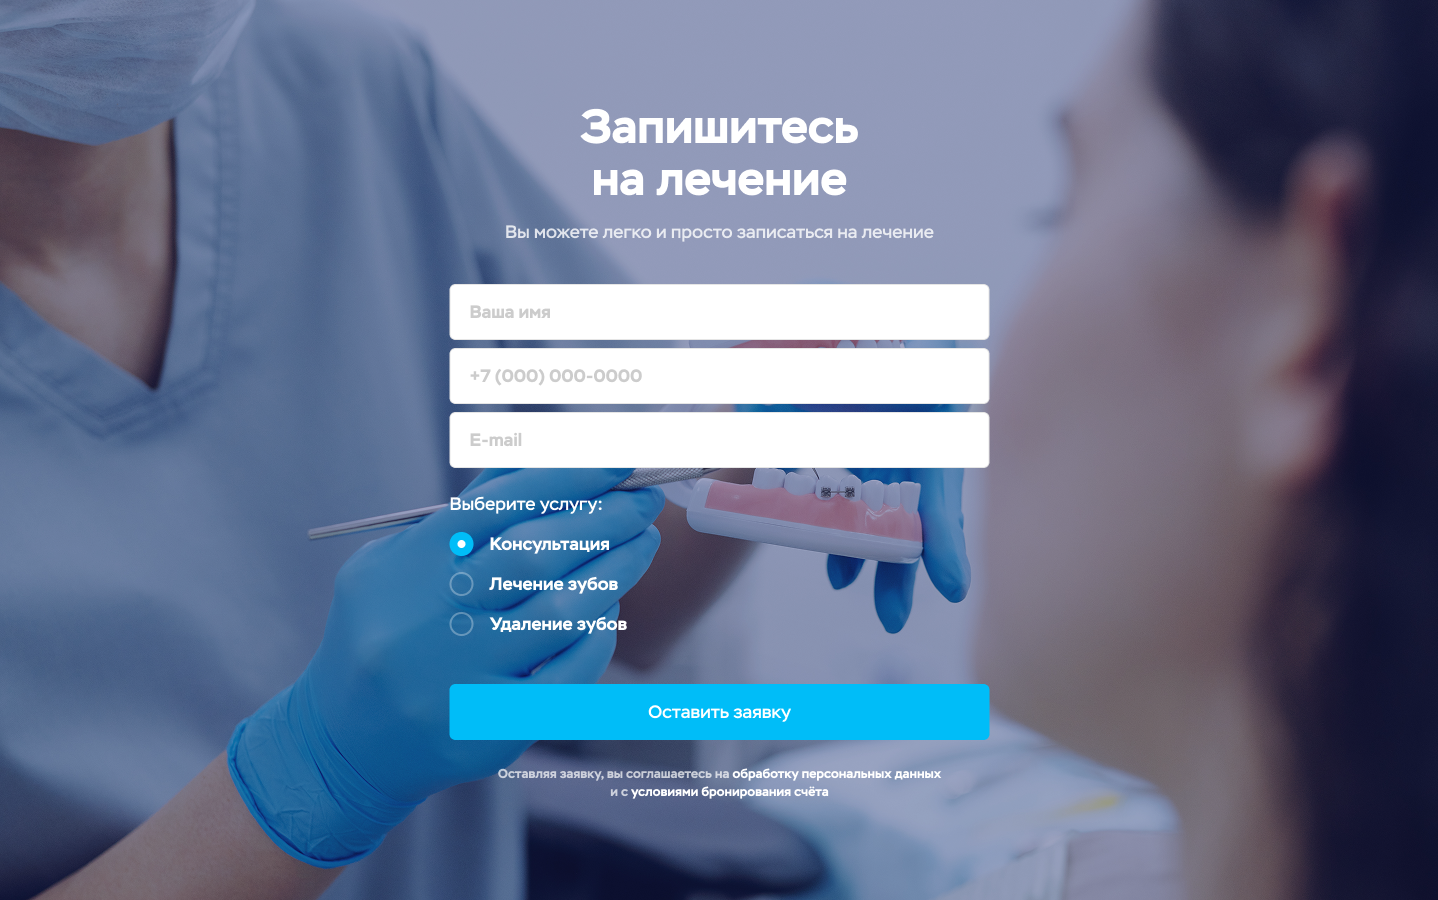 Запишитесь
на лечение
Вы можете легко и просто записаться на лечение
Ваша имя
+7 (000) 000-0000
E-mail
Выберите услугу:
Консультация
Лечение зубов
Удаление зубов
Оставить заявку
Оставляя заявку, вы соглашаетесь на обработку персональных данных
и с условиями бронирования счёта